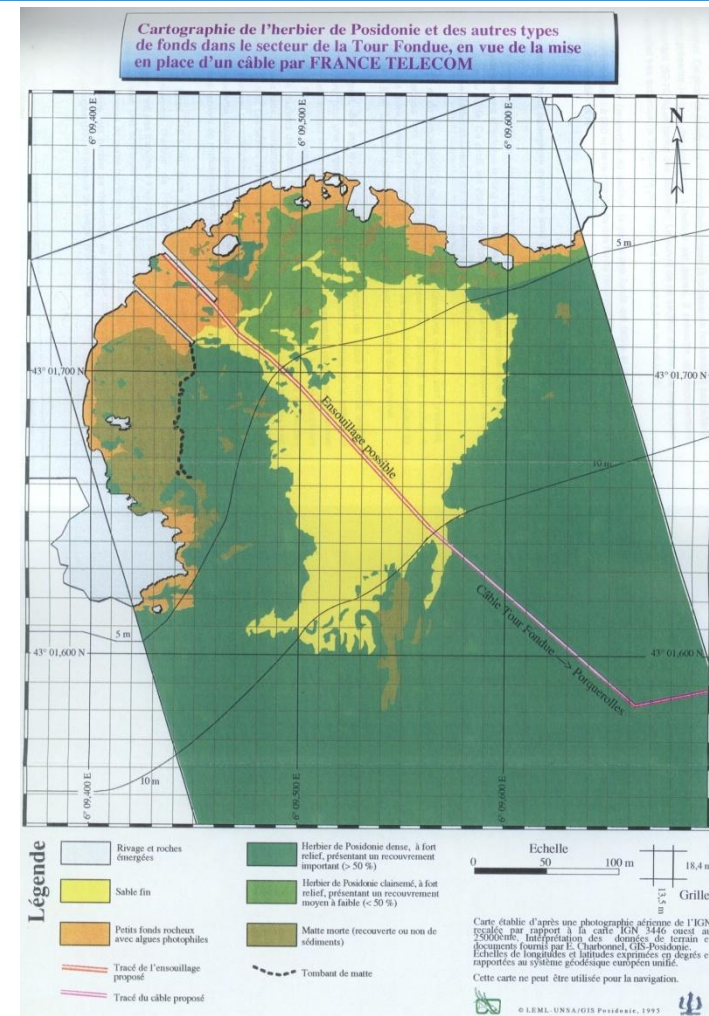 Cartographie de l'herbier de Posidonie et des autres types
de fonds dans le secteur de la Tour Fondue, en vue de la mise
en place d'un câble par FRANCE TELECOM
N
6° 09,400 E
6° 09,500 E
6° 09,600 E
5 m
43° 01,700 N
43° 01,700 N
Ensouillage possible
10 m
Câble Tour Fondue --> Porquerolles
5 m
43° 01,600 N
43° 01,600 N
10 m
6° 09,400 E
6° 09,500 E
6° 09,600 E
Légende
Rivage et roches
émergées
Sable fin
Petits fonds rocheux
avec algues photophiles
Tracé de l'ensouillage
proposé
Tracé du câble proposé
Herbier de Posidonie dense, à fort
relief, présentant un recouvrement
important (> 50 %)
Herbier de Posidonie clairsemé, à fort
relief, présentant un recouvrement
moyen à faible (< 50 %)
Matte morte (recouverte ou non de
sédiments)
Tombant de matte
Echelle
0 50 100 m
18,4 m
13,5 m
Grille
Carte établie d'après une photographie aérienne de l'IGN
recalée par rapport à la carte IGN 3446 ouest au
25000ème. Interprétation des données de terrain e
documents fournis par E. Charbonnel, GIS-Posidonie.
Echelles de longitudes et latitudes exprimées en degrés e
rapportées au système géodésique européen unifié.
Cette carte ne peut être utilisée pour la navigation.
© LEML-UNSA/GIS Posidonie, 1995